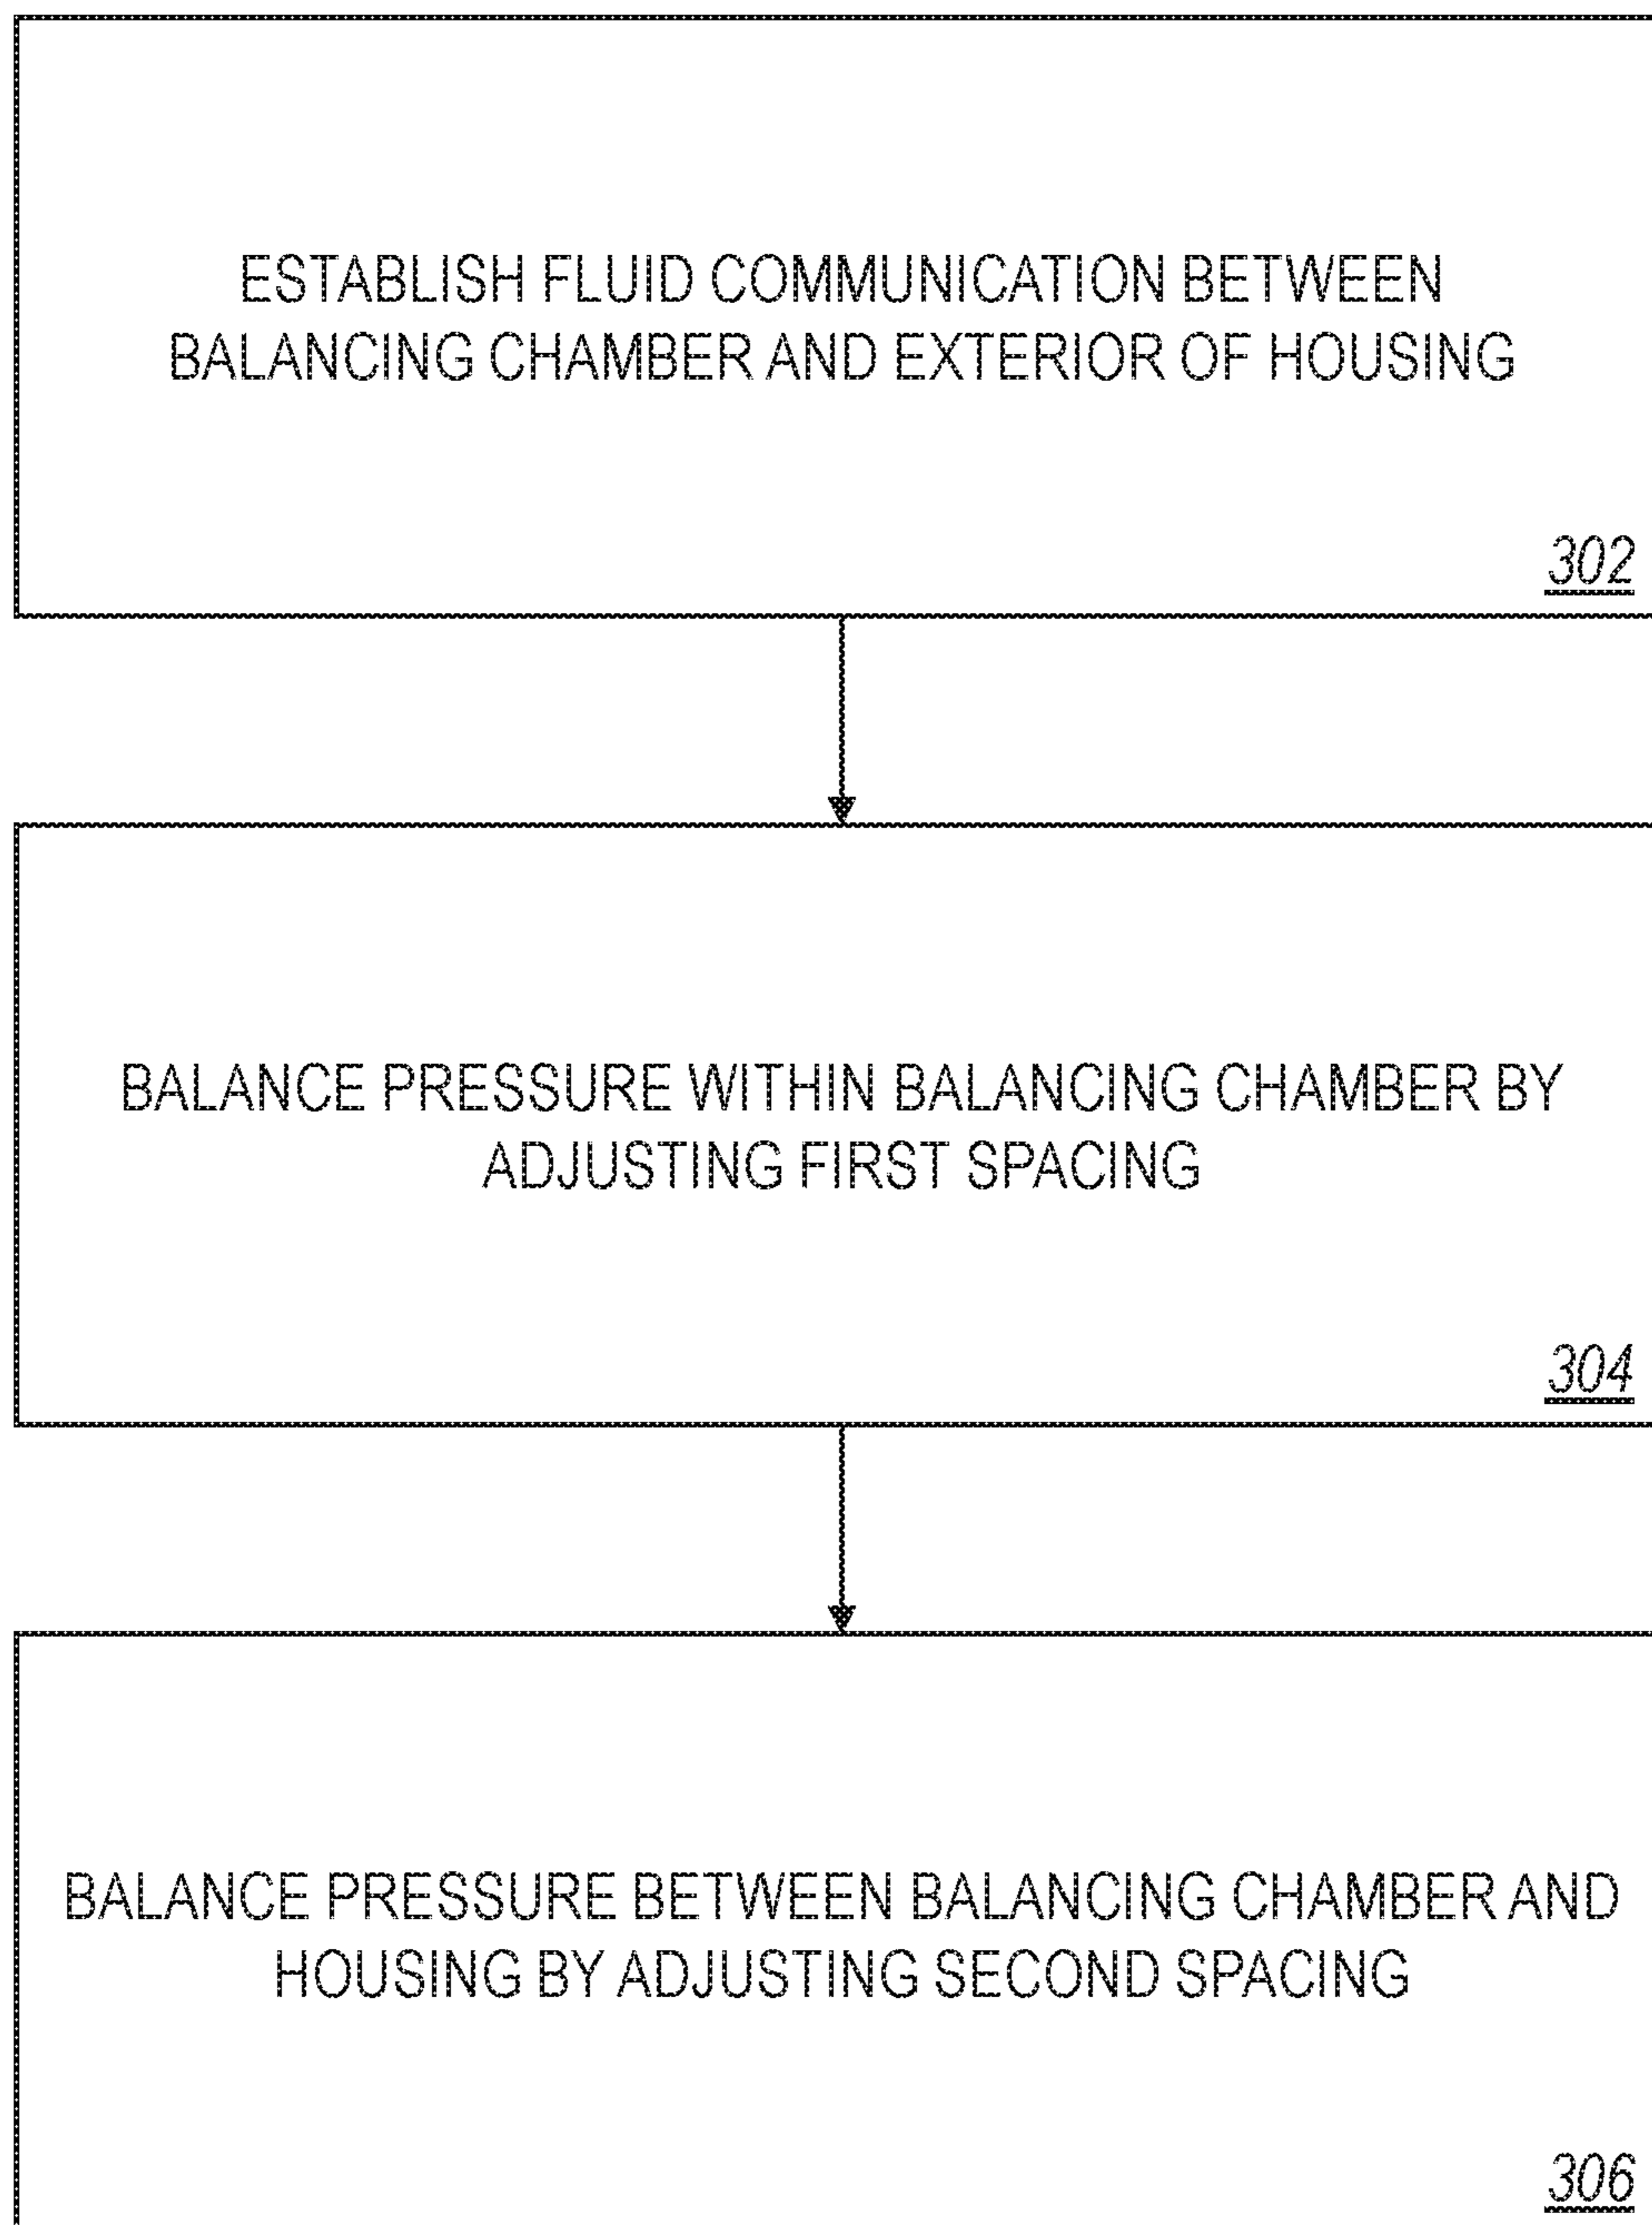 ESTABLISH FLUID COMMUNICATION BETWEEN
BALANCING CHAMBER AND EXTERIOR OF HOUSING
302
BALANCE PRESSURE WITHIN BALANCING CHAMBER BY
ADJUSTING FIRST SPACING
304
BALANCE PRESSURE BETWEEN BALANCING CHAMBER AND
HOUSING BY ADJUSTING SECOND SPACING
306